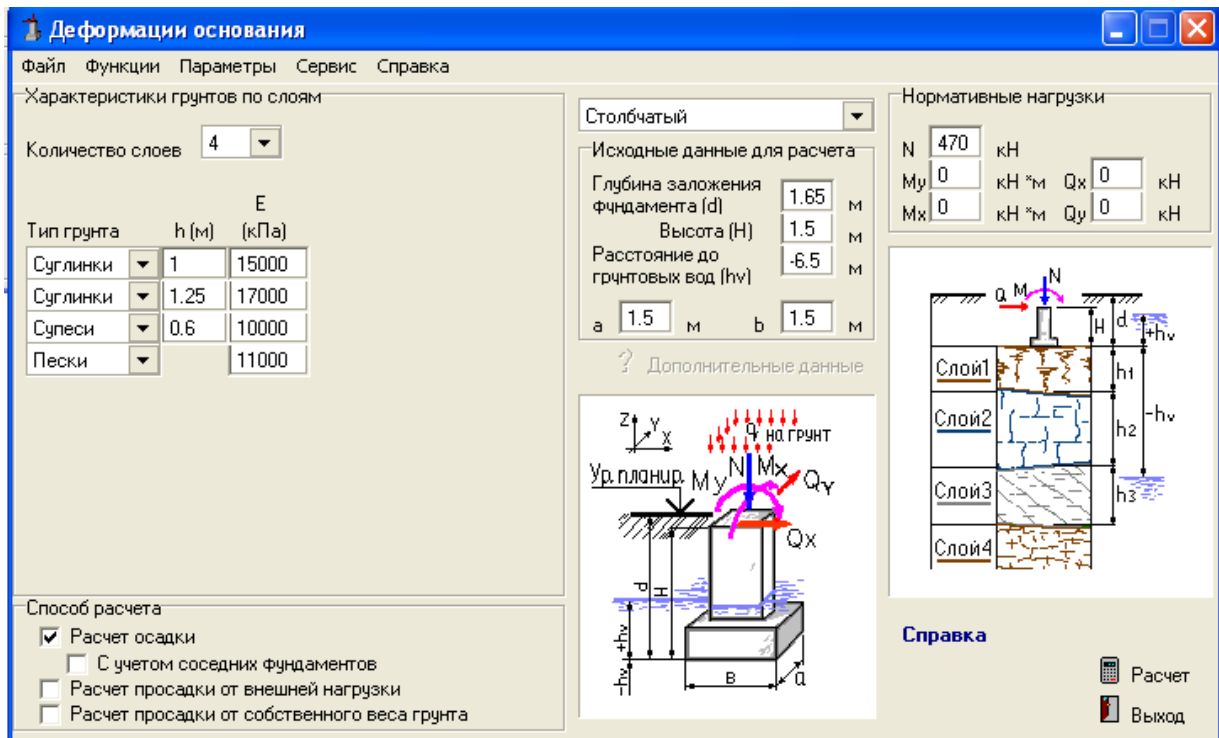 Деформации основания
Файл Функции Параметры Сервис Справка
Характеристики грунтов по слоям
Количество слоев 4
E
Тип грунта h (м) (кПа)
Суглинки 1 15000
Суглинки 1.25 17000
Супеси 0.6 10000
Пески 11000
Способ расчета
Расчет осадки
С учетом соседних фундаментов
Расчет просадки от внешней нагрузки
Расчет просадки от собственного веса грунта
Столбчатый
Исходные данные для расчета
Глубина заложения
фундамента (d) 1.65 м
Высота (H) 1.5 м
Расстояние до
грунтовых вод (hv) -6.5 м
a 1.5 м b 1.5 м
? Дополнительные данные
Z Y X
q на грунт
Ур. планир. My N Mx Qy
Qx
d H
+hv
-hv
B a
Нормативные нагрузки
N 470 кН
My 0 кН *м Qx 0 кН
Mx 0 кН *м Qy 0 кН
Q M N
H d +hv
Слой1 h1
Слой2 h2 -hv
Слой3 h3
Слой4
Справка
Расчет
Выход